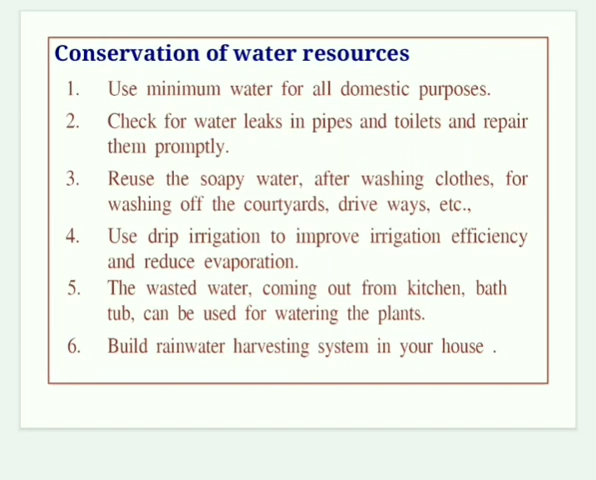 Conservation of water resources
1. Use minimum water for all domestic purposes.
2. Check for water leaks in pipes and toilets and repair
them promptly.
3. Reuse the soapy water, after washing clothes, for
washing off the courtyards, drive ways, etc.,
4. Use drip irrigation to improve irrigation efficiency
and reduce evaporation.
5. The wasted water, coming out from kitchen, bath
tub, can be used for watering the plants.
6. Build rainwater harvesting system in your house .